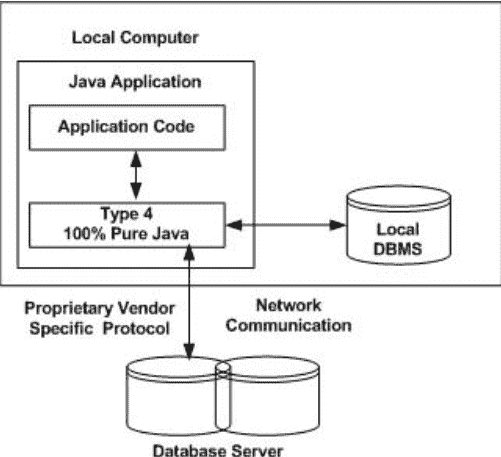 Local Computer
Java Application
Application Code
Type 4
100% Pure Java
Local
DBMS
Proprietary Vendor
Specific Protocol
Network
Communication
Database Server